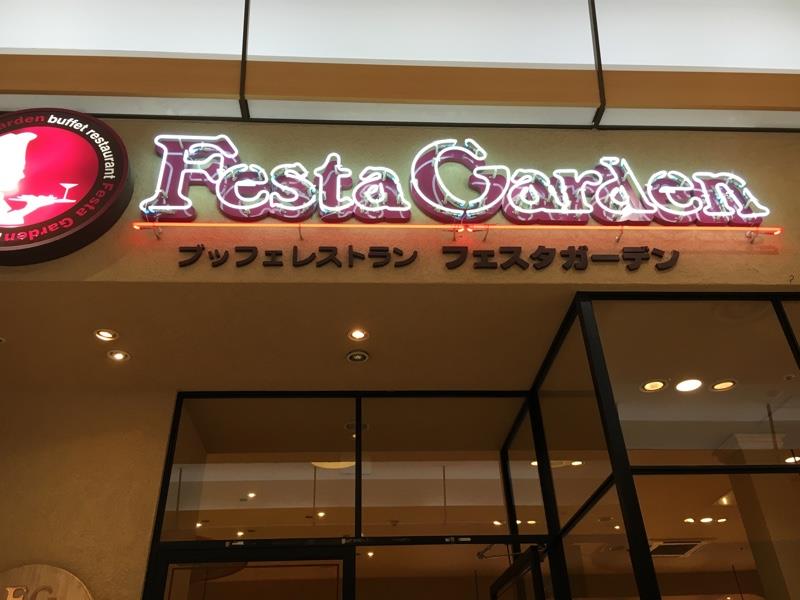 Festa Garden
ブッフェレストラン フェスタガーデン
arden buffet restaurant Festa Garden
FG